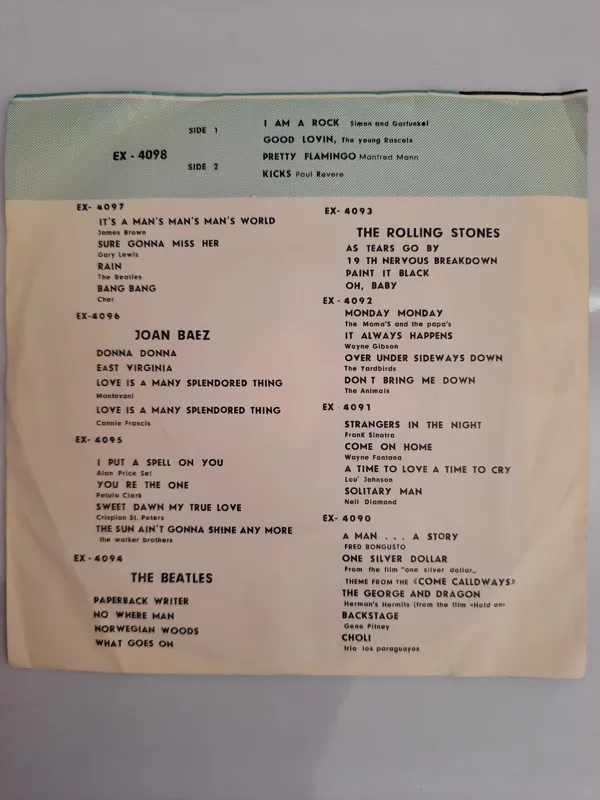 SIDE 1
I AM A ROCK Simon and Garfunkel
GOOD LOVIN, The young Rascals
EX - 4098
SIDE 2
PRETTY FLAMINGO Manfred Mann
KICKS Paul Revere
EX- 4097
IT'S A MAN'S MAN'S MAN'S WORLD
James Brown
SURE GONNA MISS HER
Gary Lewis
RAIN
The Beatles
BANG BANG
Cher
EX-4096
JOAN BAEZ
DONNA DONNA
EAST VIRGINIA
LOVE IS A MANY SPLENDORED THING
Mantovani
LOVE IS A MANY SPLENDORED THING
Connie Francis
EX- 4095
I PUT A SPELL ON YOU
Alan Price Set
YOU RE THE ONE
Petula Clark
SWEET DAWN MY TRUE LOVE
Crispian St. Peters
THE SUN AIN'T GONNA SHINE ANY MORE
the walker brothers
EX - 4094
THE BEATLES
PAPERBACK WRITER
NO WHERE MAN
NORWEGIAN WOODS
WHAT GOES ON
EX- 4093
THE ROLLING STONES
AS TEARS GO BY
19 TH NERVOUS BREAKDOWN
PAINT IT BLACK
OH, BABY
EX - 4092
MONDAY MONDAY
The Mama'S and the papa's
IT ALWAYS HAPPENS
Wayne Gibson
OVER UNDER SIDEWAYS DOWN
The Yardbirds
DON T BRING ME DOWN
The Animals
EX - 4091
STRANGERS IN THE NIGHT
Frank Sinatra
COME ON HOME
Wayne Fontana
A TIME TO LOVE A TIME TO CRY
Lou' Johnson
SOLITARY MAN
Neil Diamond
EX- 4090
A MAN . . . A STORY
FRED BONGUSTO
ONE SILVER DOLLAR
From the film "one silver dollar„
THEME FROM THE «COME CALLDWAYS»
THE GEORGE AND DRAGON
Herman's Hermits (from the film «Hold on»
BACKSTAGE
Gene Pitney
CHOLI
trio los paraguayos